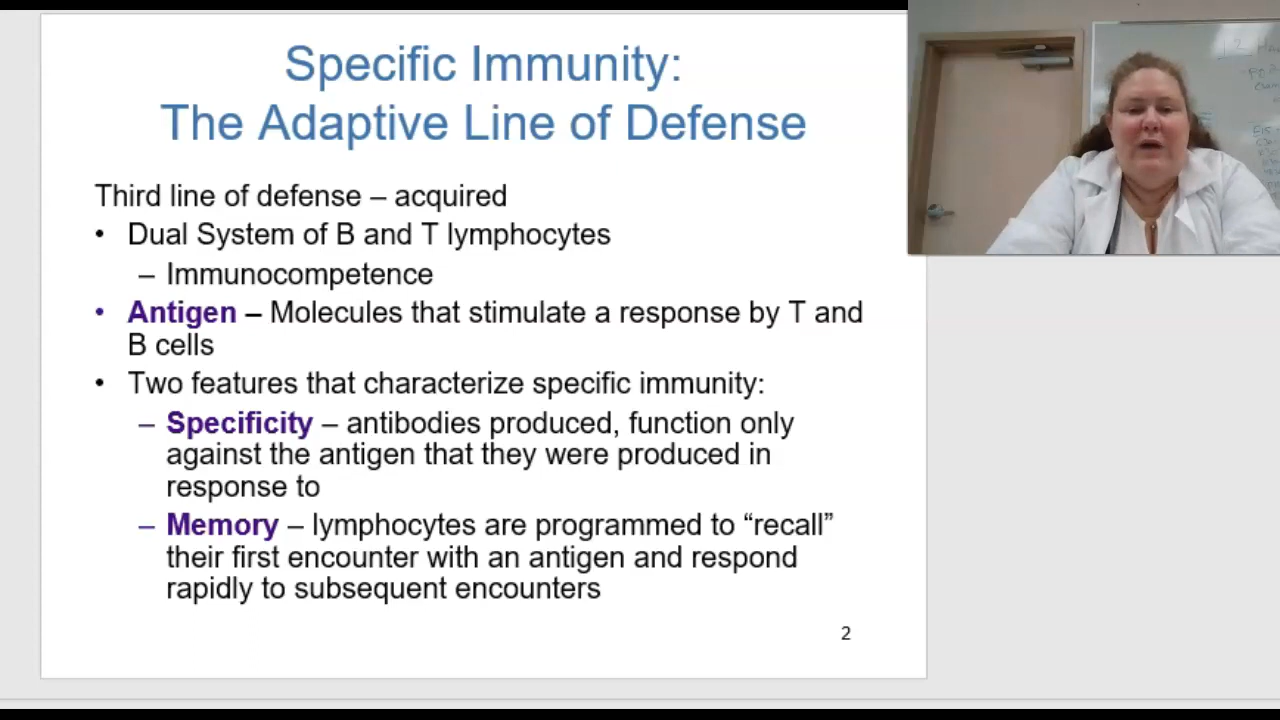 Specific Immunity:
The Adaptive Line of Defense
Third line of defense – acquired
• Dual System of B and T lymphocytes
– Immunocompetence
• Antigen – Molecules that stimulate a response by T and
B cells
• Two features that characterize specific immunity:
– Specificity – antibodies produced, function only
against the antigen that they were produced in
response to
– Memory – lymphocytes are programmed to “recall”
their first encounter with an antigen and respond
rapidly to subsequent encounters
2